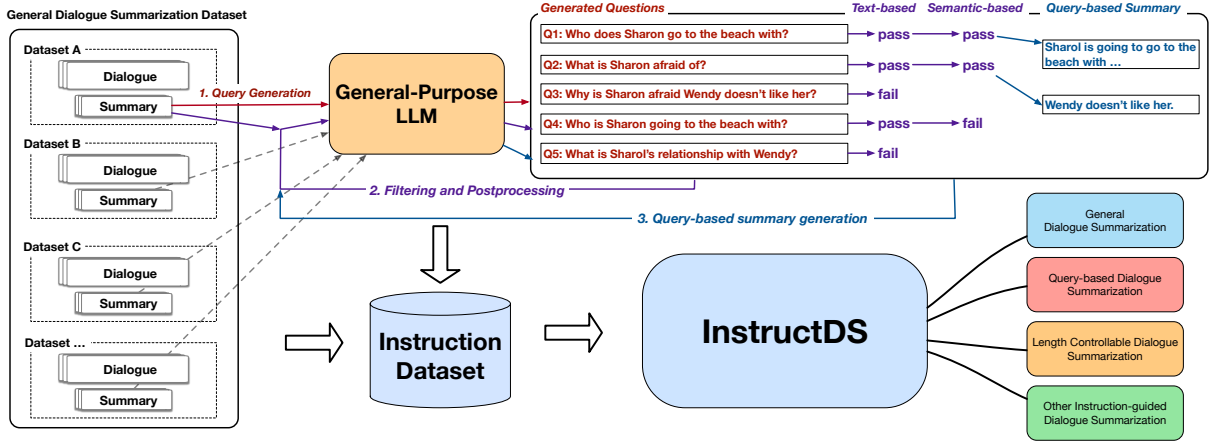 General Dialogue Summarization Dataset
Dataset A
Dialogue
Summary
Dataset B
Dialogue
Summary
Dataset C
Dialogue
Summary
Dataset ...
Dialogue
Summary
1. Query Generation
General-Purpose
LLM
Generated Questions
Text-based
Semantic-based
Query-based Summary
Q1: Who does Sharon go to the beach with?
pass
pass
Sharol is going to go to the
beach with ...
Q2: What is Sharon afraid of?
pass
pass
Wendy doesn't like her.
Q3: Why is Sharon afraid Wendy doesn't like her?
fail
Q4: Who is Sharon going to the beach with?
pass
fail
Q5: What is Sharol's relationship with Wendy?
fail
2. Filtering and Postprocessing
3. Query-based summary generation
Instruction
Dataset
InstructDS
General
Dialogue Summarization
Query-based Dialogue
Summarization
Length Controllable Dialogue
Summarization
Other Instruction-guided
Dialogue Summarization